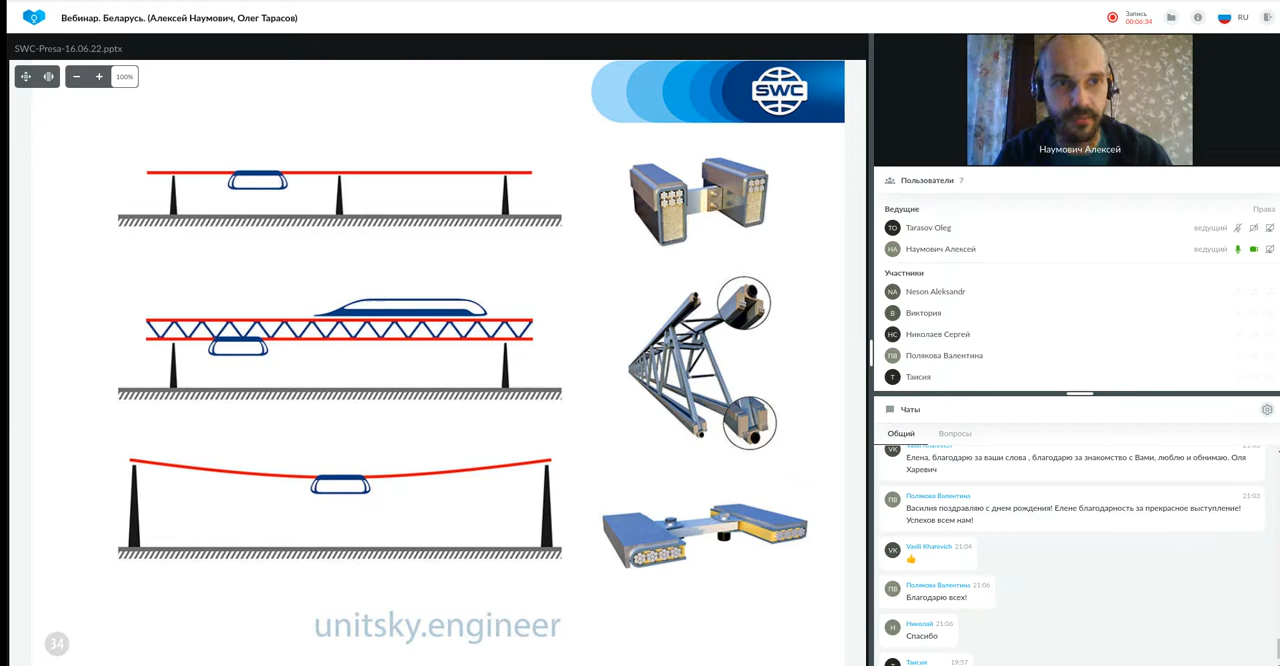 Вебинар. Беларусь. (Алексей Наумович, Олег Тарасов)
Запись
00:06:34
RU
SWC-Presa-16.06.22.pptx
100%
SWC
unitsky.engineer
34
Наумович Алексей
Пользователи 7
Ведущие
Права
TO Tarasov Oleg ведущий
НА Наумович Алексей ведущий
Участники
NA Neson Aleksandr
В Виктория
НС Николаев Сергей
ПВ Полякова Валентина
Т Таисия
Чаты
Общий Вопросы
VK Vasili Kharevich 21:03
Елена, благодарю за ваши слова , благодарю за знакомство с Вами, люблю и обнимаю. Оля
Харевич
ПВ Полякова Валентина 21:03
Василия поздравляю с днем рождения! Елене благодарность за прекрасное выступление!
Успехов всем нам!
VK Vasili Kharevich 21:04
👍
ПВ Полякова Валентина 21:06
Благодарю всех!
Н Николай 21:06
Спасибо
Т Таисия 19:57